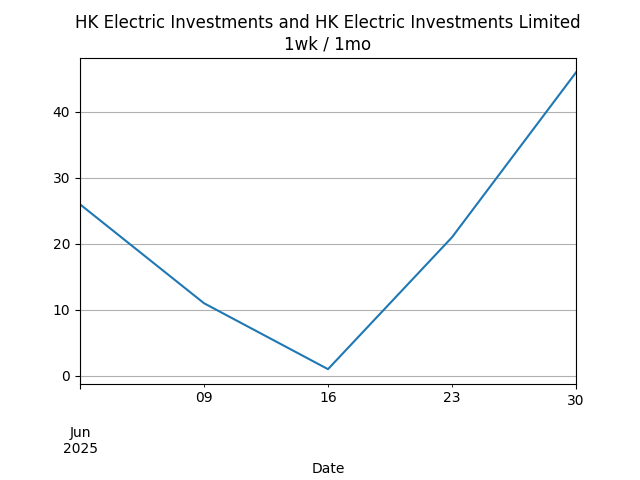 HK Electric Investments and HK Electric Investments Limited
1wk / 1mo
40
30
20
10
0
09
16
23
30
Jun
2025
Date